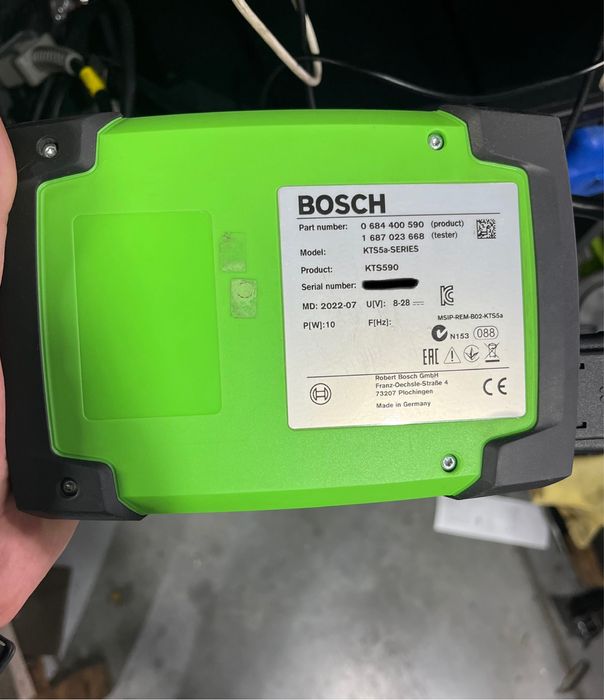 BOSCH
Part number: 0 684 400 590 (product)
1 687 023 668 (tester)
Model: KTS5a-SERIES
Product: KTS590
Serial number:
MD: 2022-07 U[V]: 8-28
P[W]:10 F[Hz]:
MSIP-REM-B02-KTS5a
N153 088
EAC
Robert Bosch GmbH
Franz-Oechsle-Straße 4
73207 Plochingen
Made in Germany
CE